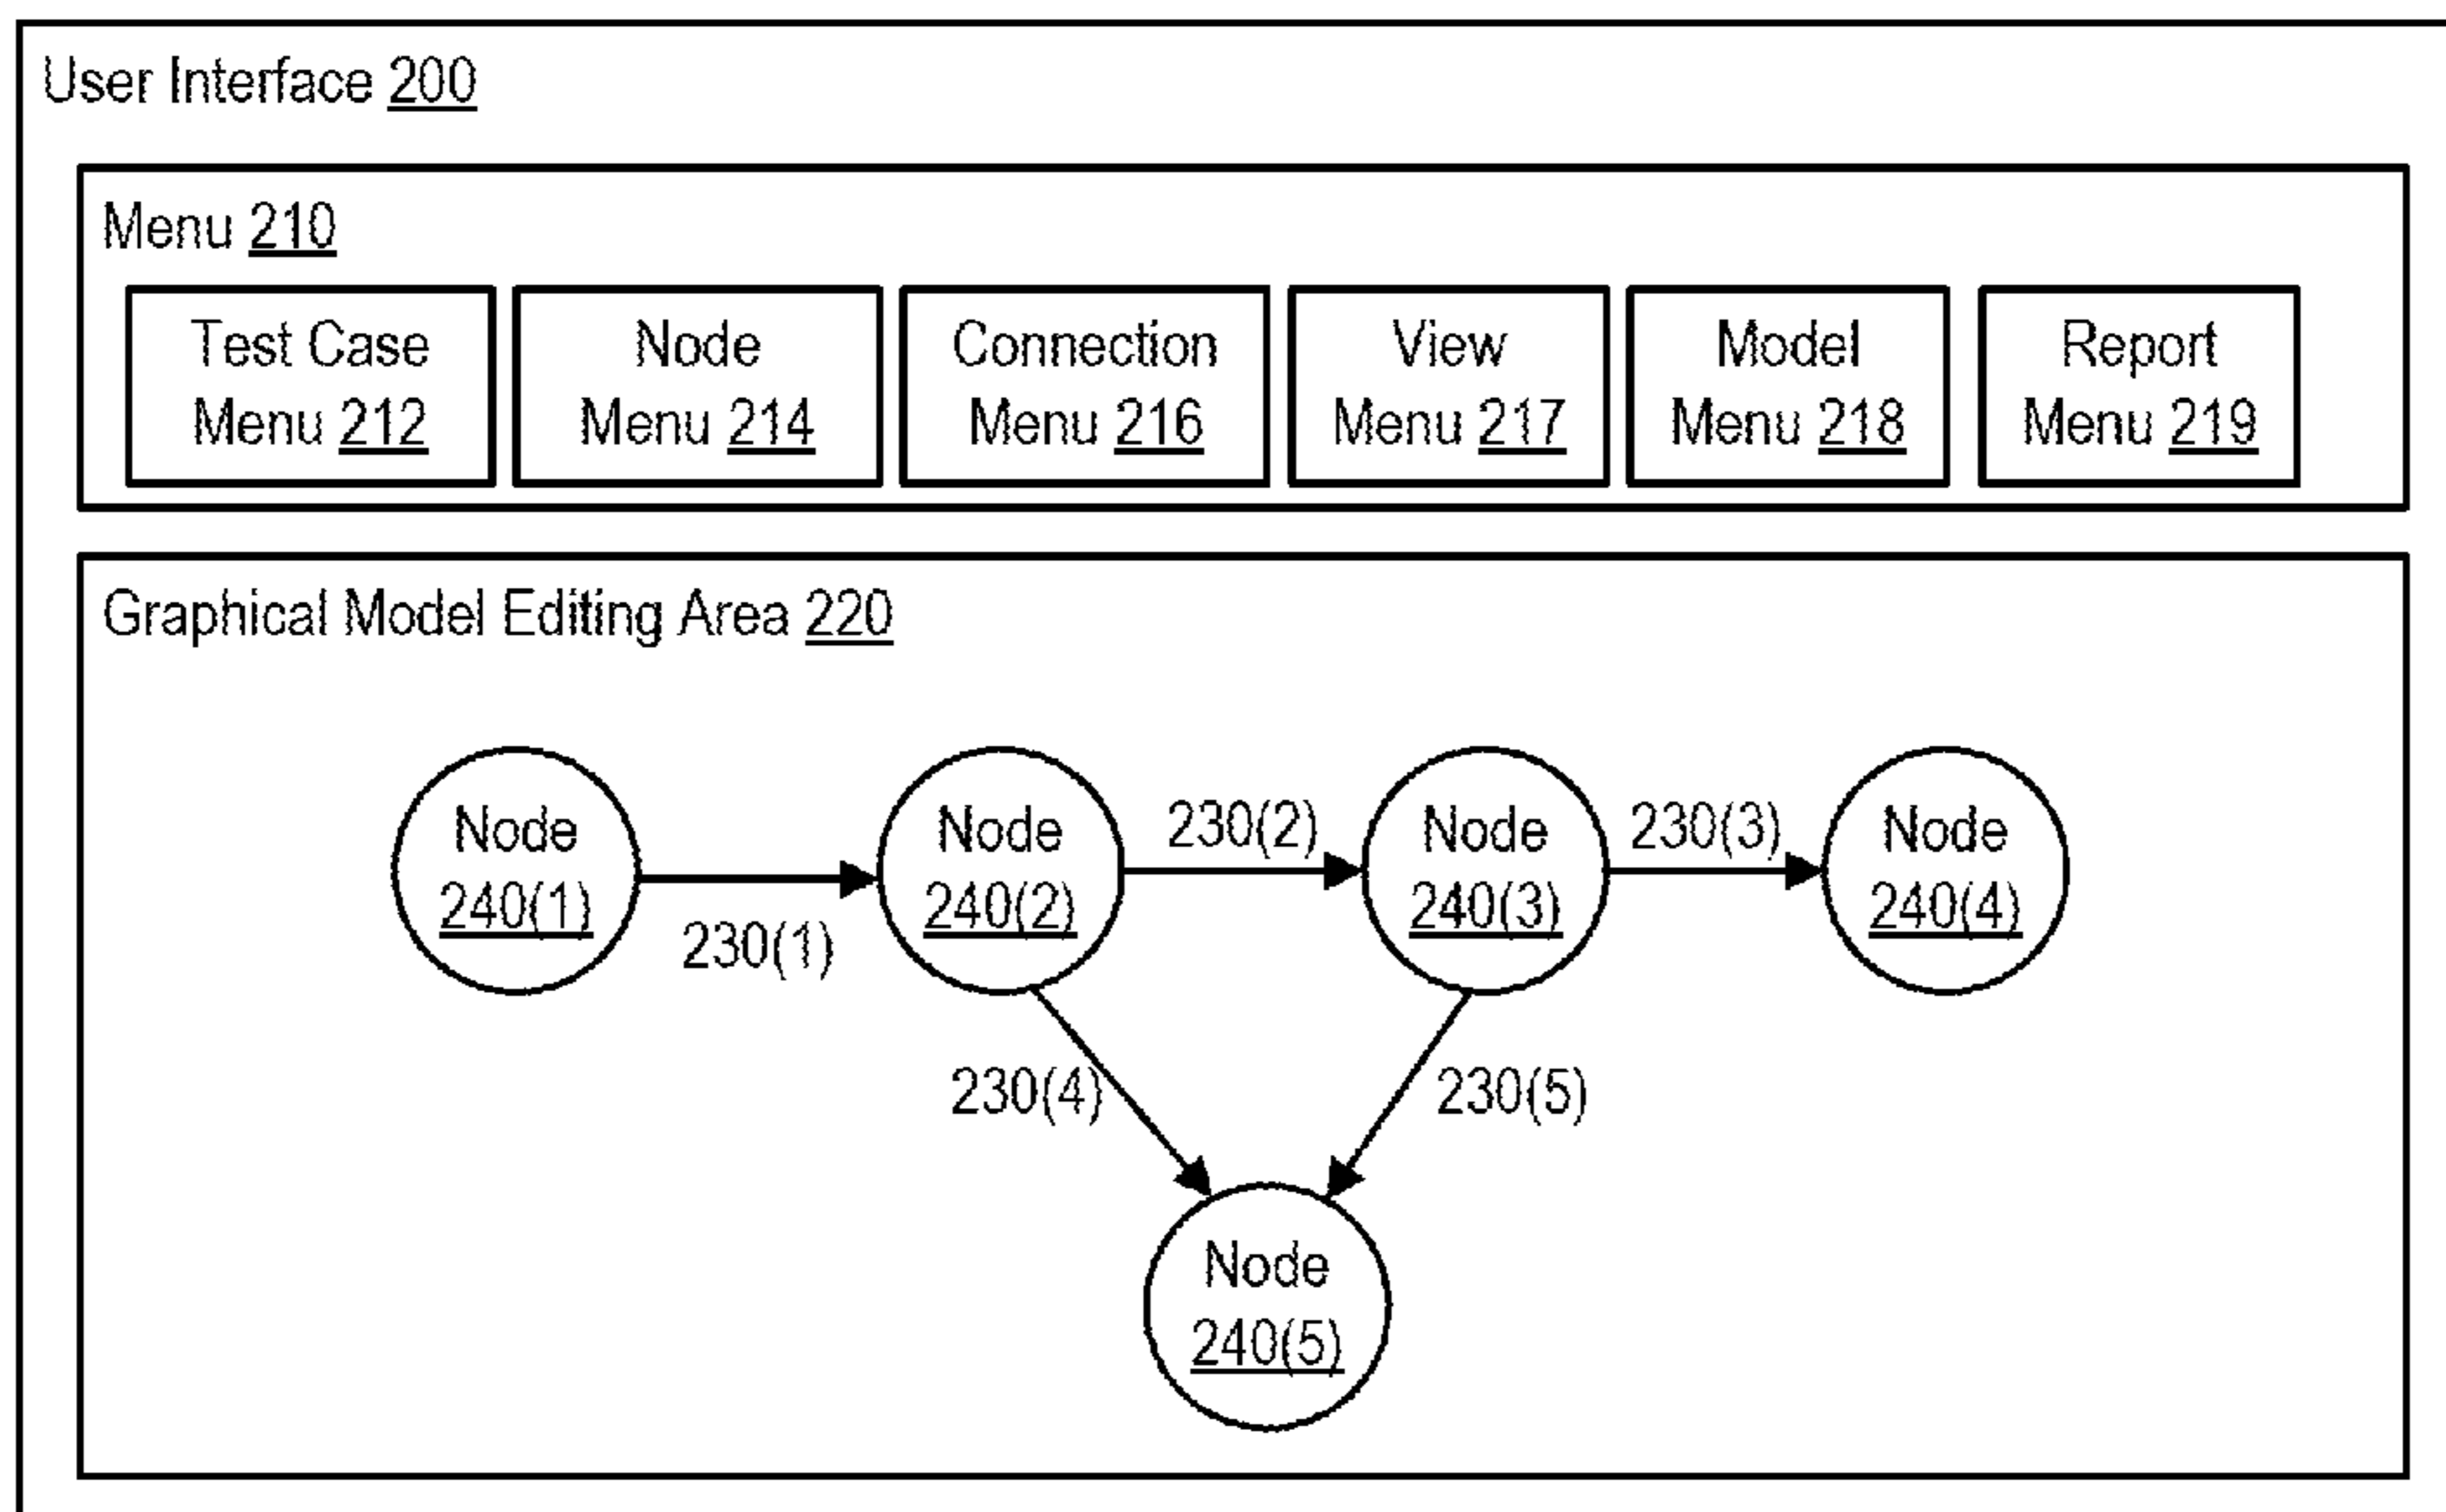 User Interface 200
Menu 210
Test Case
Menu 212
Node
Menu 214
Connection
Menu 216
View
Menu 217
Model
Menu 218
Report
Menu 219
Graphical Model Editing Area 220
Node
240(1)
230(1)
Node
240(2)
230(2)
Node
240(3)
230(3)
Node
240(4)
230(4)
230(5)
Node
240(5)